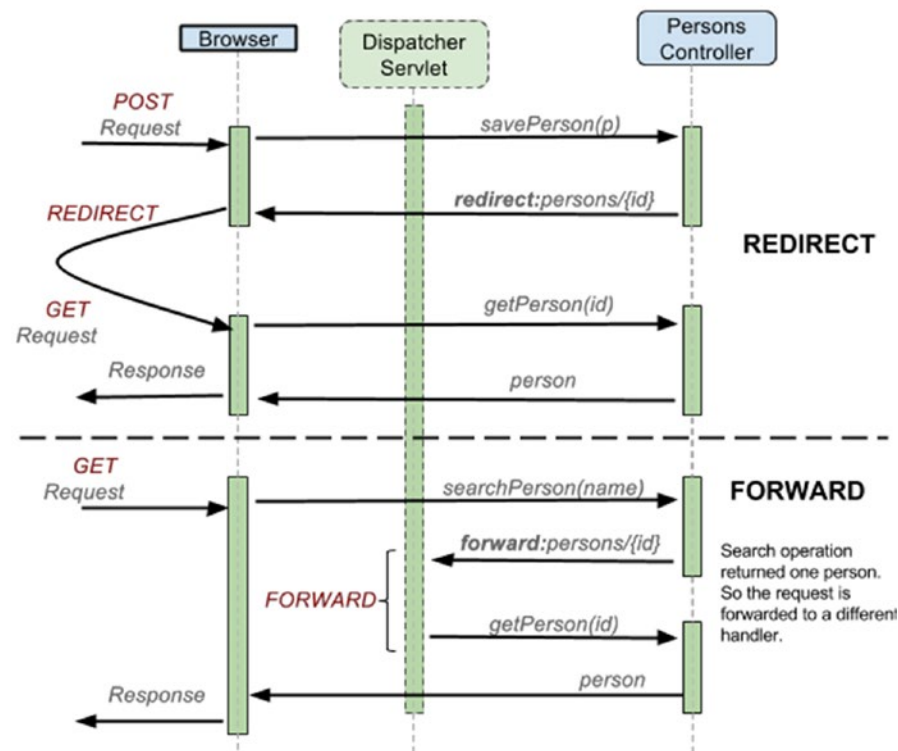 Browser
Dispatcher
Servlet
Persons
Controller
POST
Request
savePerson(p)
REDIRECT
redirect:persons/{id}
REDIRECT
GET
Request
getPerson(id)
Response
person
GET
Request
searchPerson(name)
FORWARD
forward:persons/{id}
Search operation
returned one person.
So the request is
forwarded to a different
handler.
FORWARD
getPerson(id)
person
Response